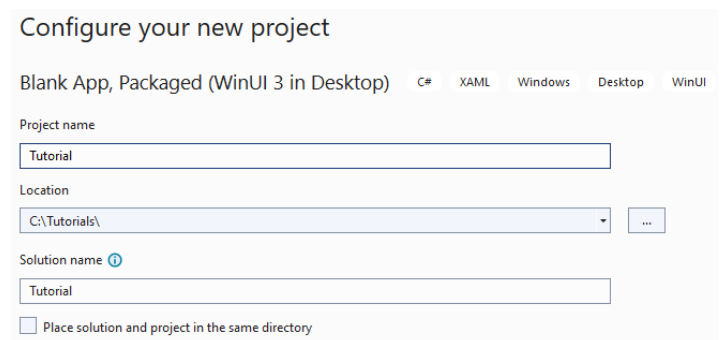 Configure your new project
Blank App, Packaged (WinUI 3 in Desktop) C# XAML Windows Desktop WinUI
Project name
Tutorial
Location
C:\Tutorials\
...
Solution name
Tutorial
Place solution and project in the same directory